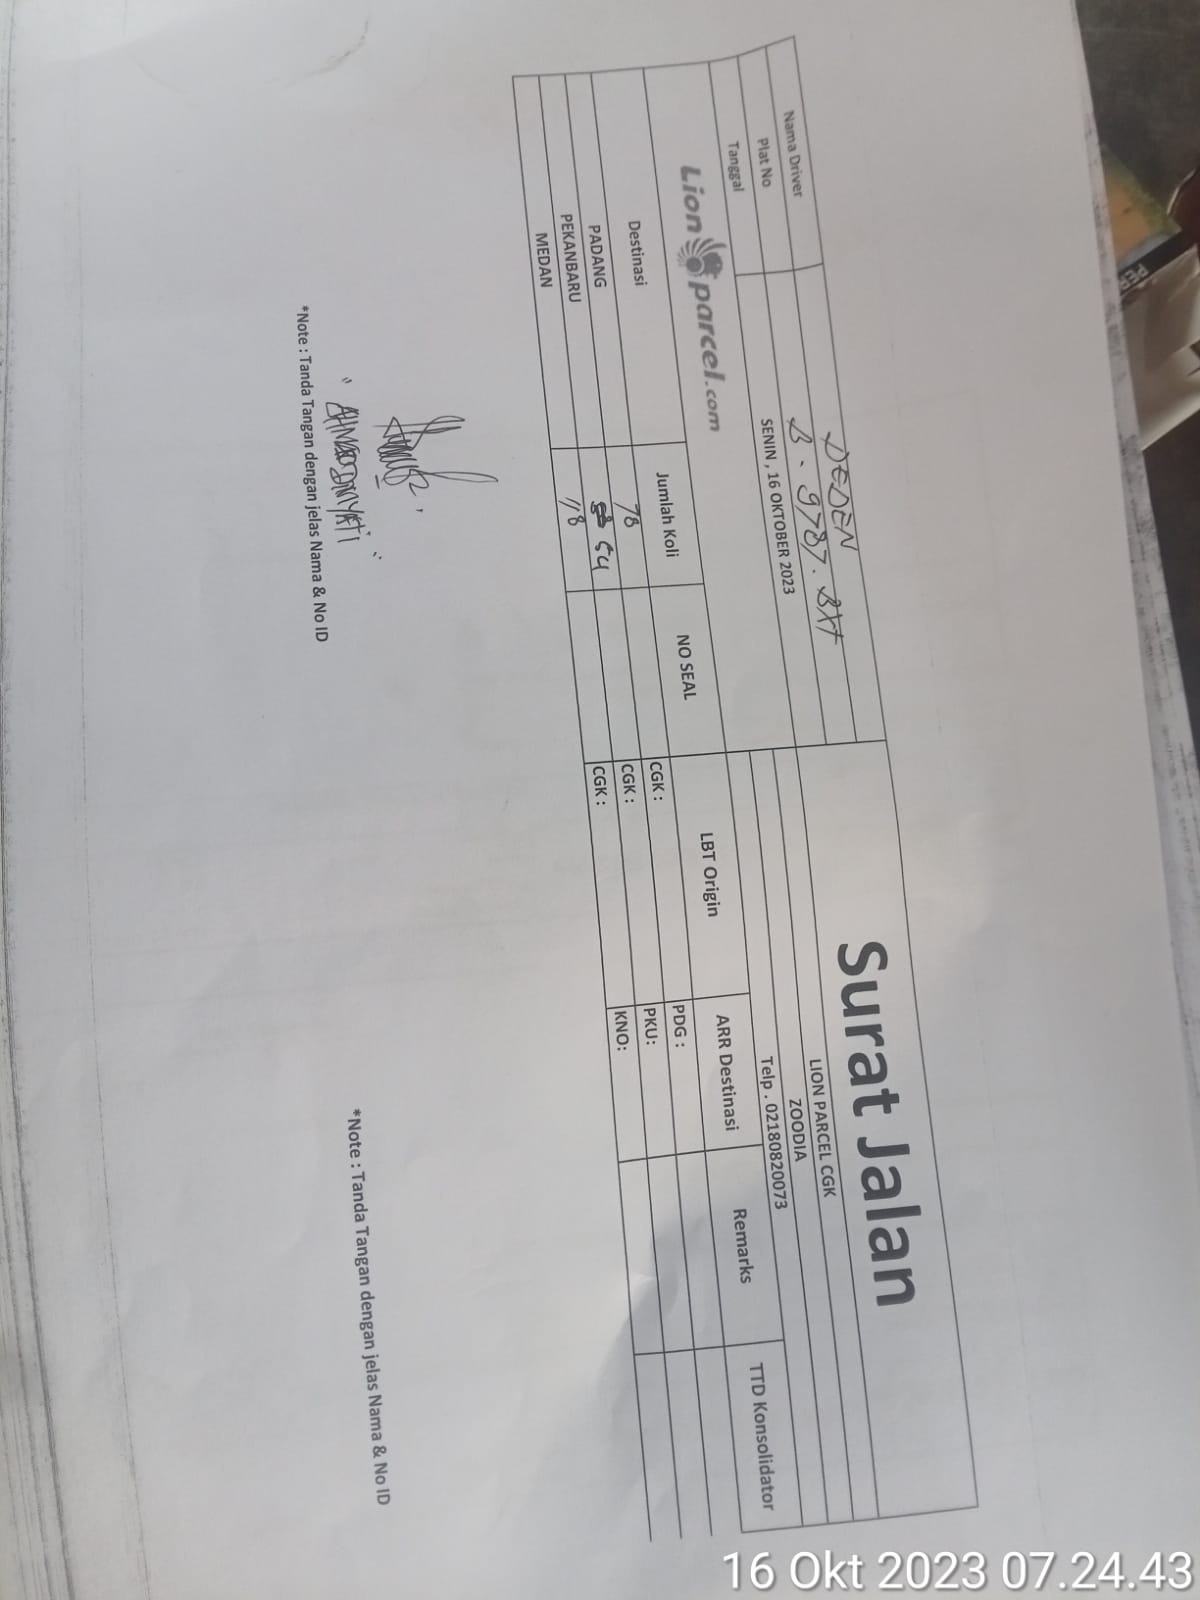 Surat Jalan
LION PARCEL CGK
ZOODIA
Telp . 02180820073
Nama Driver DEDEN
Plat No B . 9787 . BXT
Tanggal SENIN , 16 OKTOBER 2023
Lion parcel.com
Destinasi Jumlah Koli NO SEAL LBT Origin ARR Destinasi Remarks TTD Konsolidator
PADANG 78 CGK : PDG :
PEKANBARU 54 CGK : PKU:
MEDAN 118 CGK : KNO:
*Note : Tanda Tangan dengan jelas Nama & No ID
*Note : Tanda Tangan dengan jelas Nama & No ID
16 Okt 2023 07.24.43